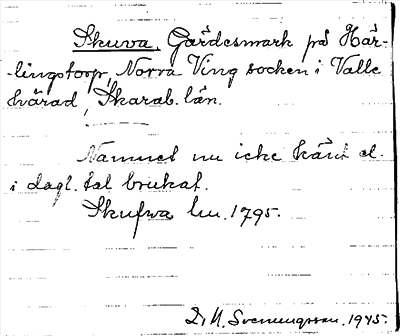 Skuva, Gärdesmark på Här-
-lingstorp, Norra Ving socken i Valle
härad, Skarab. län.
Namnet nu icke känt el.
i dagl. tal brukat.
Skufwa lm. 1795.
D. N. Svenungsson. 1945.